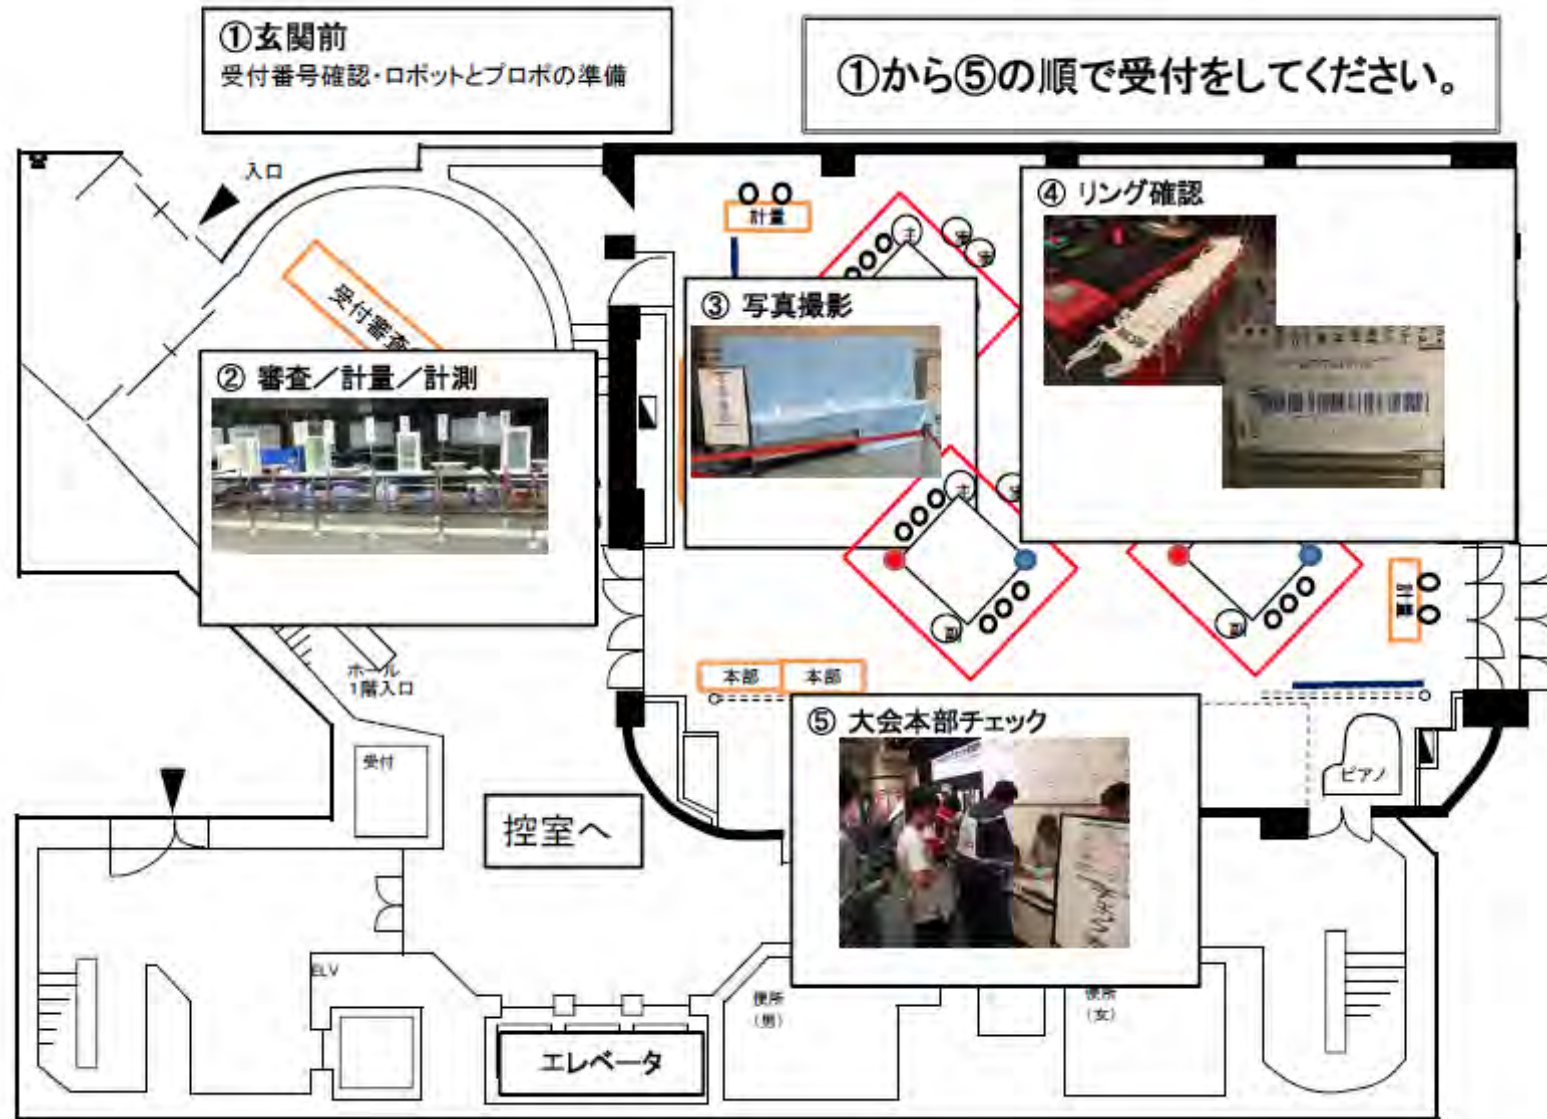 ①玄関前
受付番号確認・ロボットとプロポの準備
①から⑤の順で受付をしてください。
入口
計量
主
④ リング確認
受付審査
③ 写真撮影
② 審査／計量／計測
主
副
副
計量
ホール
1階入口
本部
本部
⑤ 大会本部チェック
受付
ピアノ
控室へ
ELV
便所
（男）
便所
（女）
エレベータ